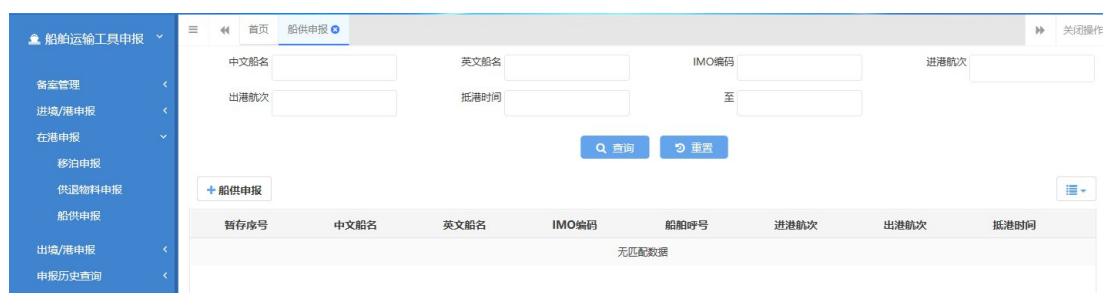 船舶运输工具申报
首页 船供申报 关闭操作
中文船名 英文船名 IMO编码 进港航次
出港航次 抵港时间 至
查询 重置
备案管理
进境/港申报
在港申报
移泊申报
供退物料申报
船供申报
出境/港申报
申报历史查询
船供申报
暂存序号 中文船名 英文船名 IMO编码 船舶呼号 进港航次 出港航次 抵港时间
无匹配数据